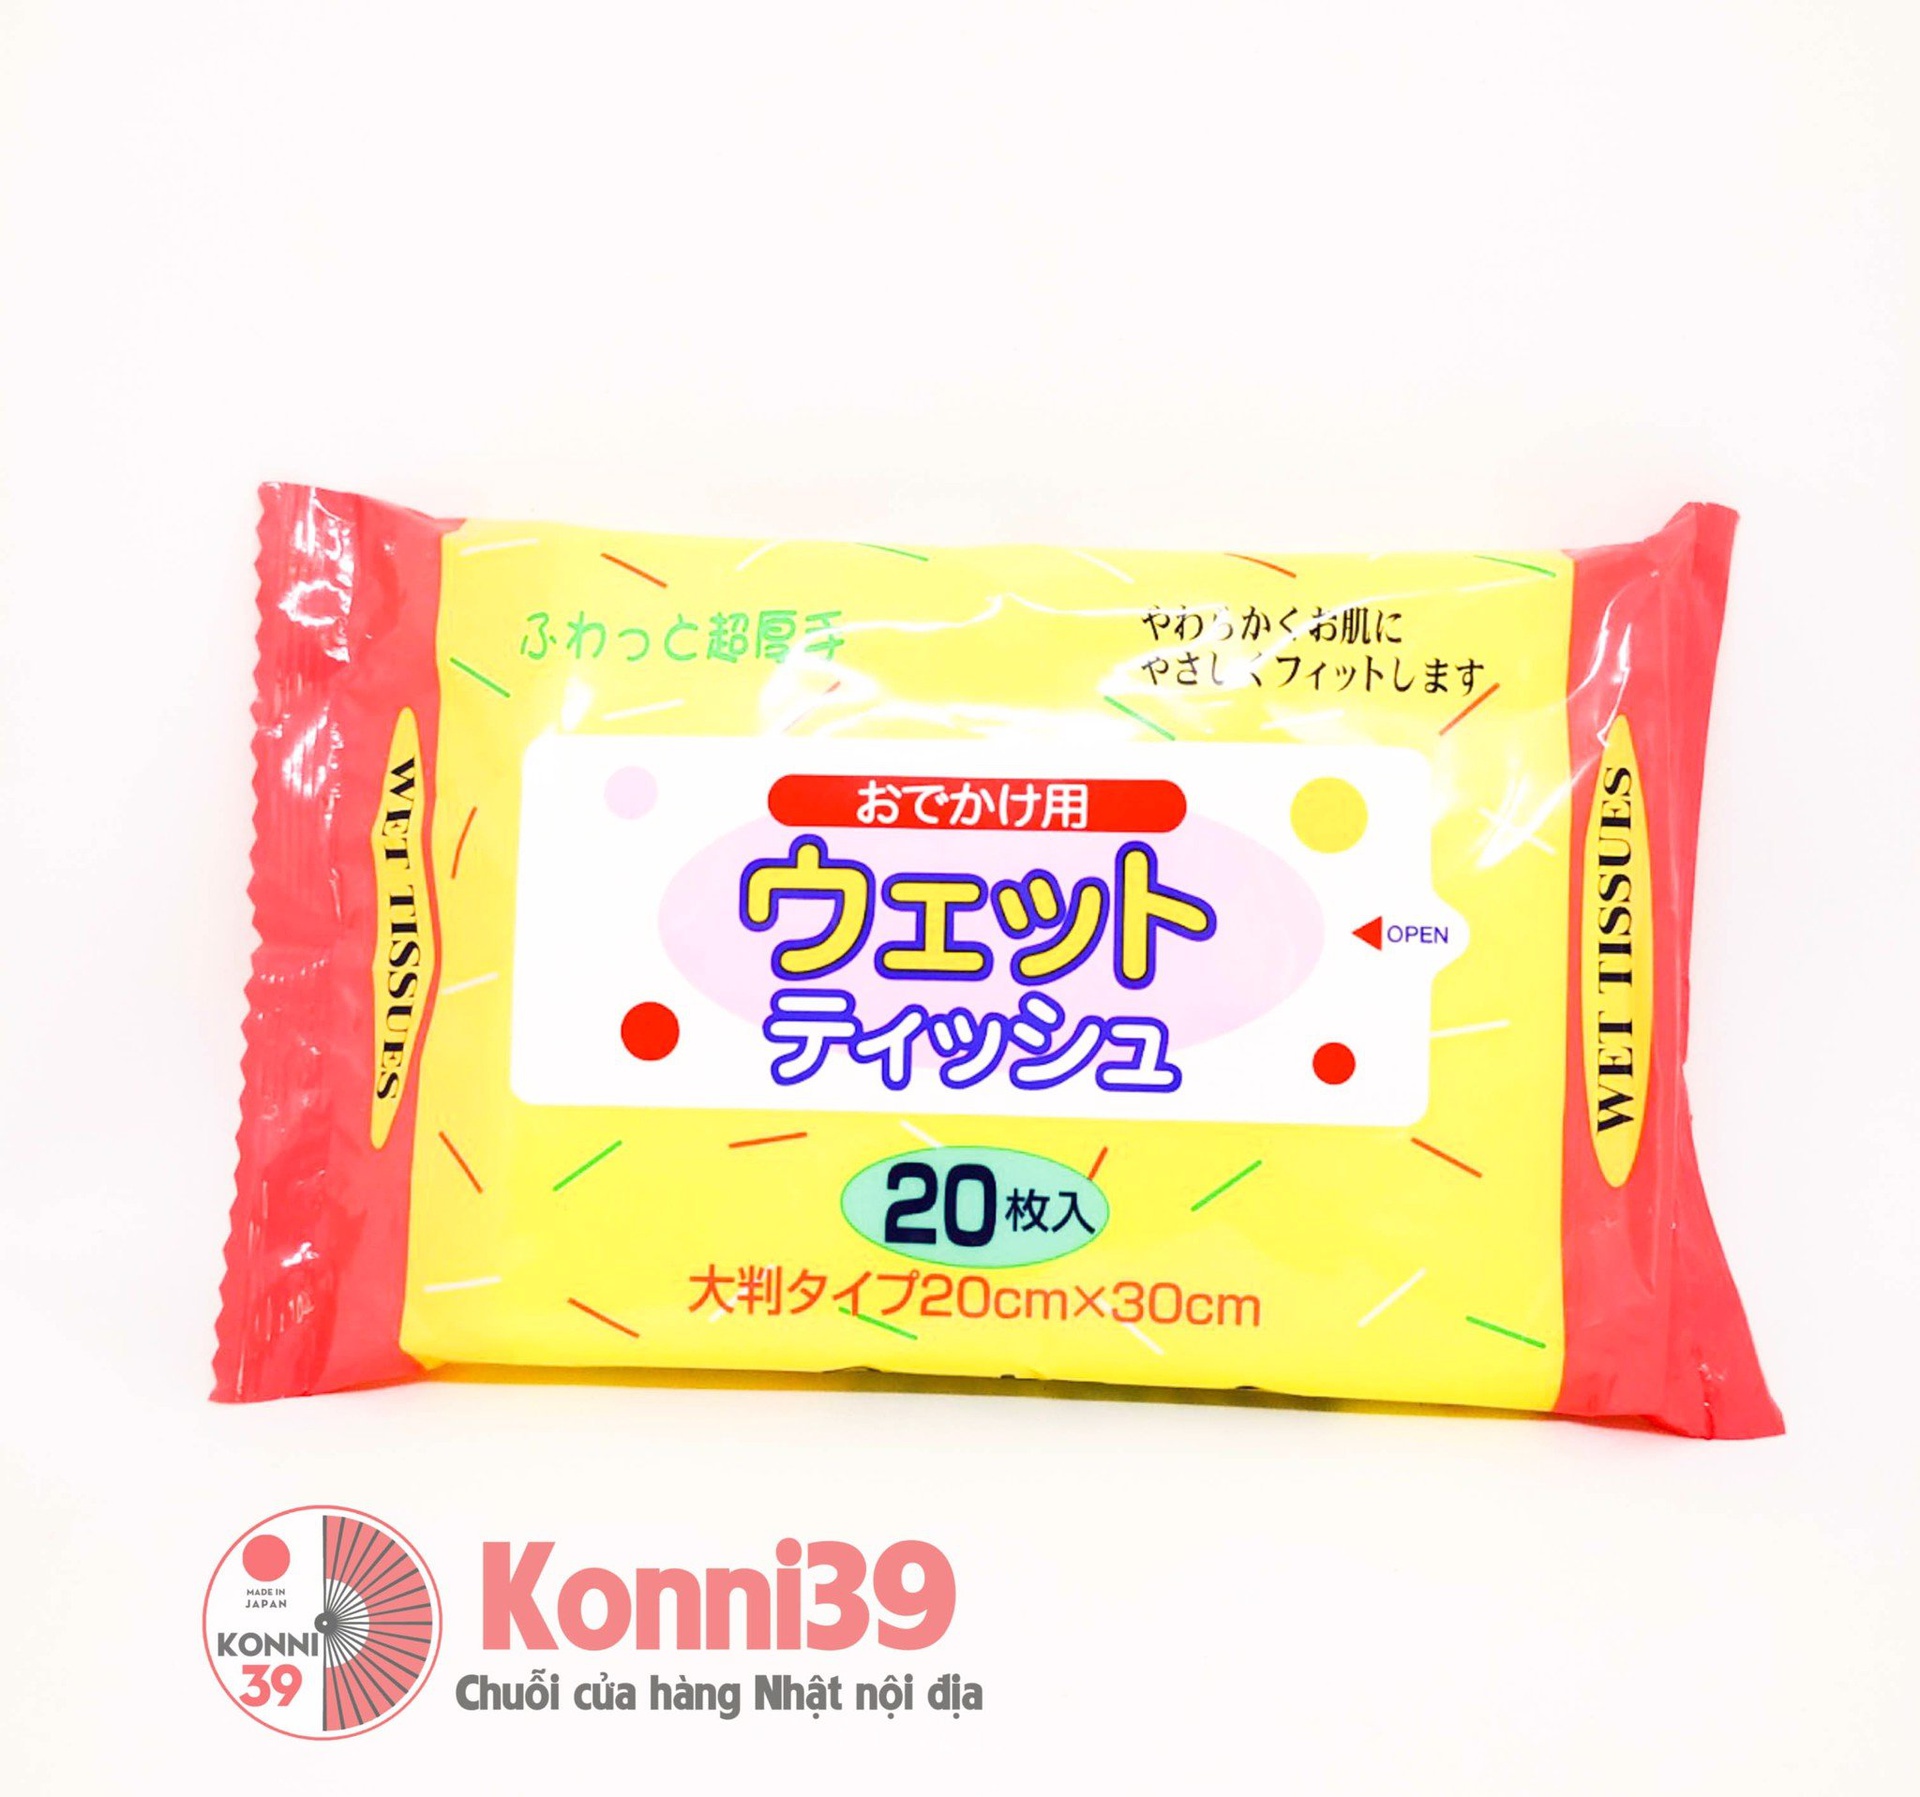 ふわっと超厚手
やわらかくお肌に
やさしくフィットします
WET TISSUES
おでかけ用
ウェット
ティッシュ
OPEN
WET TISSUES
20枚入
大判タイプ20cm×30cm
MADE IN
JAPAN
KONNI
39
Konni39
Chuỗi cửa hàng Nhật nội địa